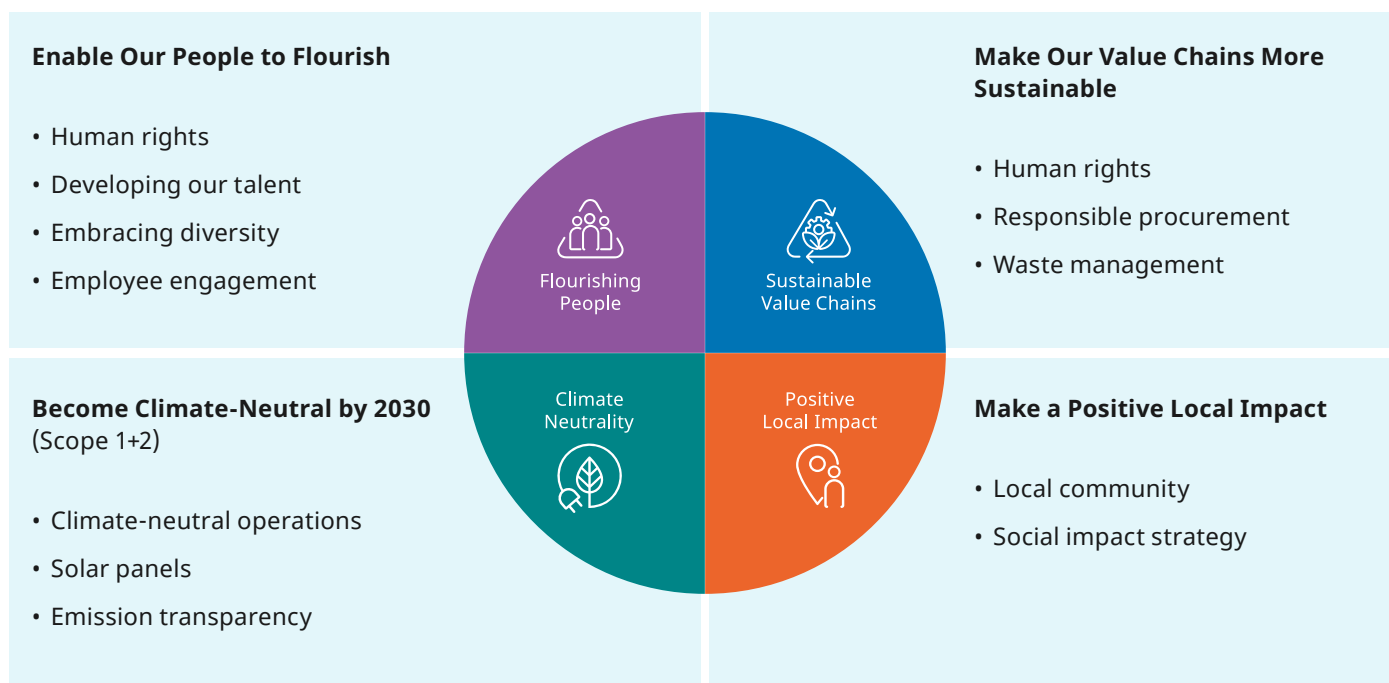 Enable Our People to Flourish
• Human rights
• Developing our talent
• Embracing diversity
• Employee engagement
Make Our Value Chains More
Sustainable
• Human rights
• Responsible procurement
• Waste management
Flourishing
People
Sustainable
Value Chains
Climate
Neutrality
Positive
Local Impact
Become Climate-Neutral by 2030
(Scope 1+2)
• Climate-neutral operations
• Solar panels
• Emission transparency
Make a Positive Local Impact
• Local community
• Social impact strategy